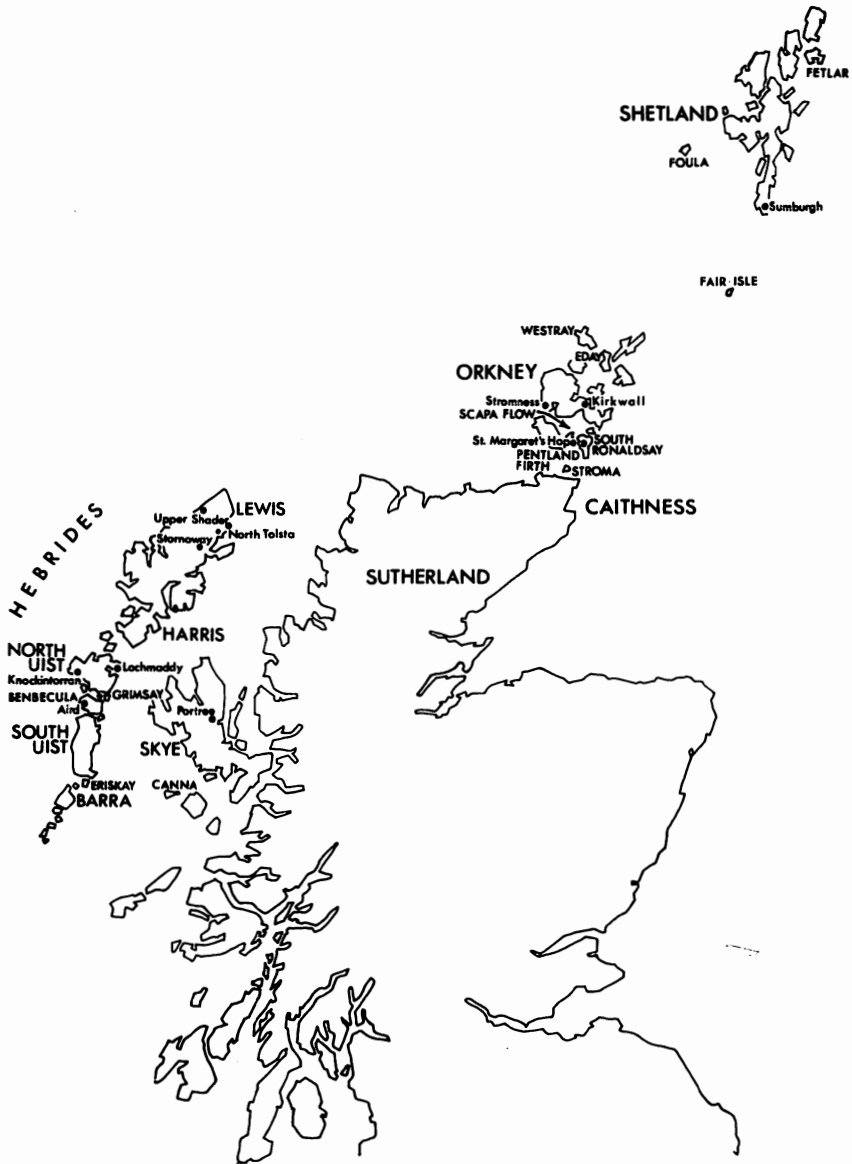 FETLAR
SHETLAND
FOULA
Sumburgh
FAIR ISLE
WESTRAY
EDAY
ORKNEY
Stromness
Kirkwall
SCAPA FLOW
St. Margaret's Hope
SOUTH
RONALDSAY
PENTLAND
FIRTH
STROMA
CAITHNESS
SUTHERLAND
HEBRIDES
LEWIS
Upper Shader
North Tolsta
Stornoway
HARRIS
NORTH
UIST
Lochmaddy
Knockintorran
BENBECULA
GRIMSAY
Aird
Portree
SOUTH
UIST
SKYE
ERISKAY
CANNA
BARRA